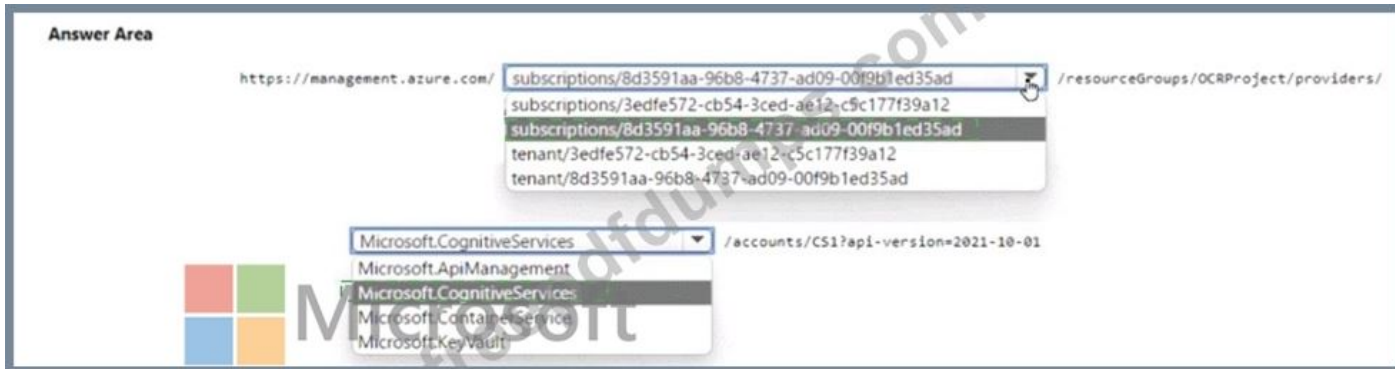 Answer Area
https://management.azure.com/ subscriptions/8d3591aa-96b8-4737-ad09-00f9b1ed35ad /resourceGroups/OCRProject/providers/
subscriptions/3edfe572-cb54-3ced-ae12-c5c177f39a12
subscriptions/8d3591aa-96b8-4737-ad09-00f9b1ed35ad
tenant/3edfe572-cb54-3ced-ae12-c5c177f39a12
tenant/8d3591aa-96b8-4737-ad09-00f9b1ed35ad
Microsoft.CognitiveServices /accounts/CS1?api-version=2021-10-01
Microsoft.ApiManagement
Microsoft.CognitiveServices
Microsoft.ContainerService
Microsoft.KeyVault
Microsoft